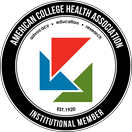 AMERICAN COLLEGE HEALTH ASSOCIATION
advocacy • education • research
EST. 1920
INSTITUTIONAL MEMBER